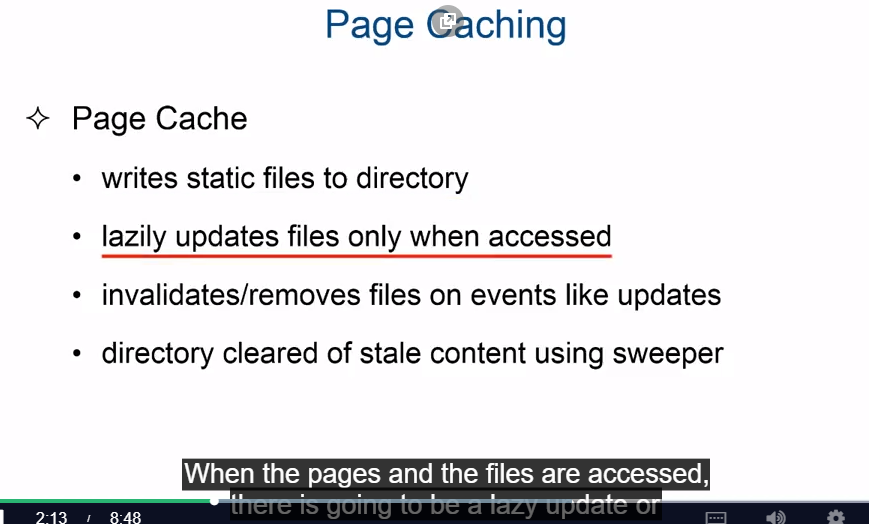 Page Caching
Page Cache
• writes static files to directory
• lazily updates files only when accessed
• invalidates/removes files on events like updates
• directory cleared of stale content using sweeper
When the pages and the files are accessed,
there is going to be a lazy update or
2:13 / 8:48